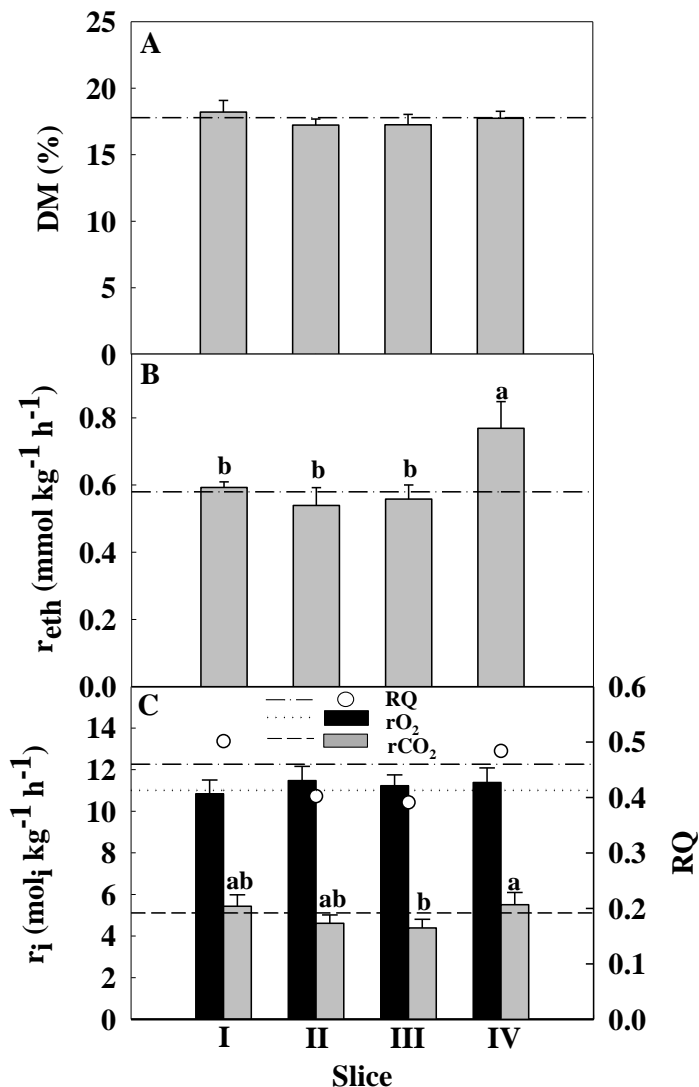 A
25
20
15
10
5
0
DM (%)
B
0.8
0.6
0.4
0.2
0.0
r_eth (mmol kg⁻¹ h⁻¹)
b
b
b
a
C
RQ
rO₂
rCO₂
14
12
10
8
6
4
2
0
r_i (mol_i kg⁻¹ h⁻¹)
ab
ab
b
a
0.6
0.5
0.4
0.3
0.2
0.1
0.0
RQ
I II III IV
Slice